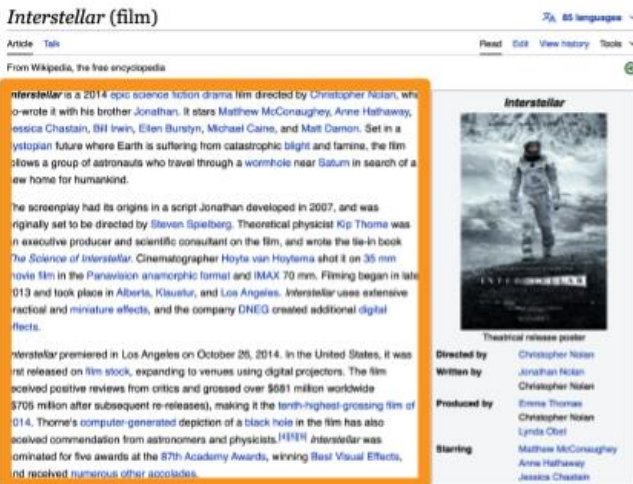 Interstellar (film)
85 languages
Article Talk
Read Edit View history Tools
From Wikipedia, the free encyclopedia
Interstellar is a 2014 epic science fiction drama film directed by Christopher Nolan, who
co-wrote it with his brother Jonathan. It stars Matthew McConaughey, Anne Hathaway,
Jessica Chastain, Bill Irwin, Ellen Burstyn, Michael Caine, and Matt Damon. Set in a
dystopian future where Earth is suffering from catastrophic blight and famine, the film
follows a group of astronauts who travel through a wormhole near Saturn in search of a
new home for humankind.
The screenplay had its origins in a script Jonathan developed in 2007, and was
originally set to be directed by Steven Spielberg. Theoretical physicist Kip Thorne was
an executive producer and scientific consultant on the film, and wrote the tie-in book
The Science of Interstellar. Cinematographer Hoyte van Hoytema shot it on 35 mm
movie film in the Panavision anamorphic format and IMAX 70 mm. Filming began in late
2013 and took place in Alberta, Klaustur, and Los Angeles. Interstellar uses extensive
practical and miniature effects, and the company DNEG created additional digital
effects.
Interstellar premiered in Los Angeles on October 26, 2014. In the United States, it was
first released on film stock, expanding to venues using digital projectors. The film
received positive reviews from critics and grossed over $681 million worldwide
($705 million after subsequent re-releases), making it the tenth-highest-grossing film of
2014. Thorne's computer-generated depiction of a black hole in the film has also
received commendation from astronomers and physicists.[4][5][6] Interstellar was
nominated for five awards at the 87th Academy Awards, winning Best Visual Effects,
and received numerous other accolades.
Interstellar
INTERSTELLAR
Theatrical release poster
Directed by Christopher Nolan
Written by Jonathan Nolan
Christopher Nolan
Produced by Emma Thomas
Christopher Nolan
Lynda Obst
Starring Matthew McConaughey
Anne Hathaway
Jessica Chastain